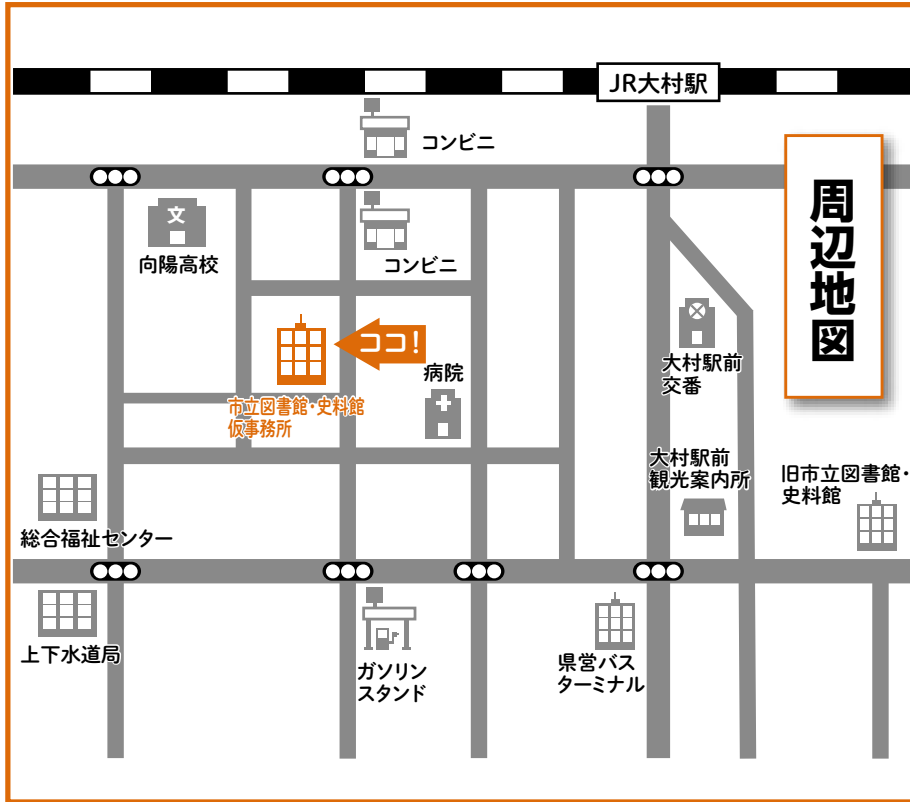 JR大村駅
コンビニ
周辺地図
文
向陽高校
コンビニ
ココ!
大村駅前
交番
病院
市立図書館・史料館
仮事務所
大村駅前
観光案内所
旧市立図書館・
史料館
総合福祉センター
上下水道局
ガソリン
スタンド
県営バス
ターミナル